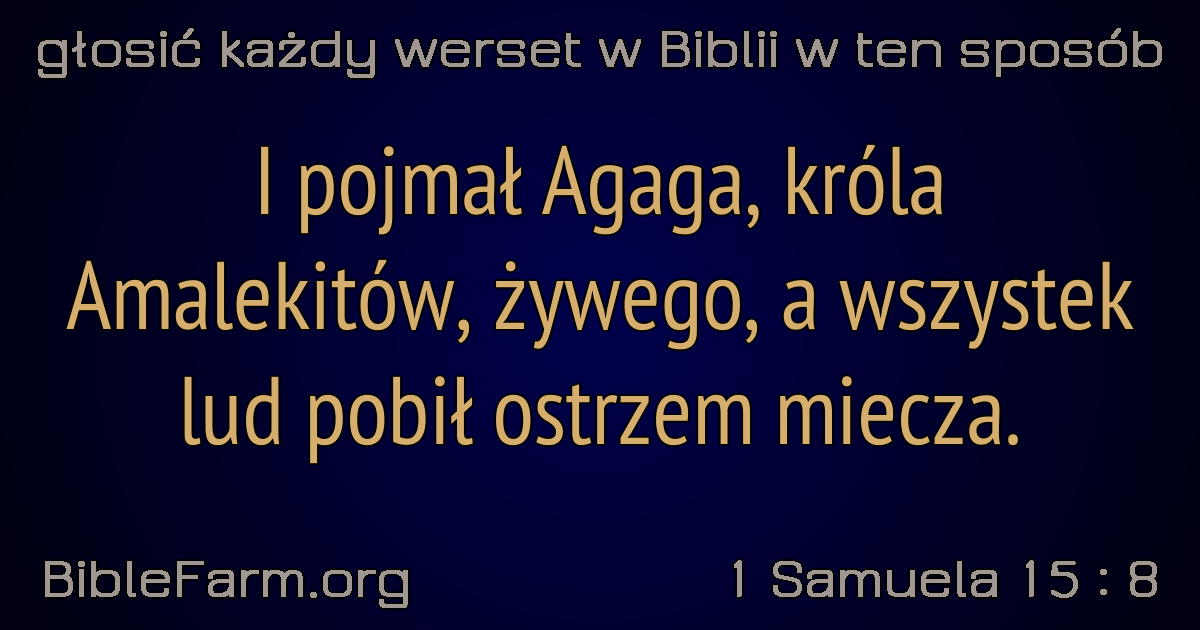 głosić każdy werset w Biblii w ten sposób
I pojmał Agaga, króla
Amalekitów, żywego, a wszystek
lud pobił ostrzem miecza.
BibleFarm.org
1 Samuela 15 : 8